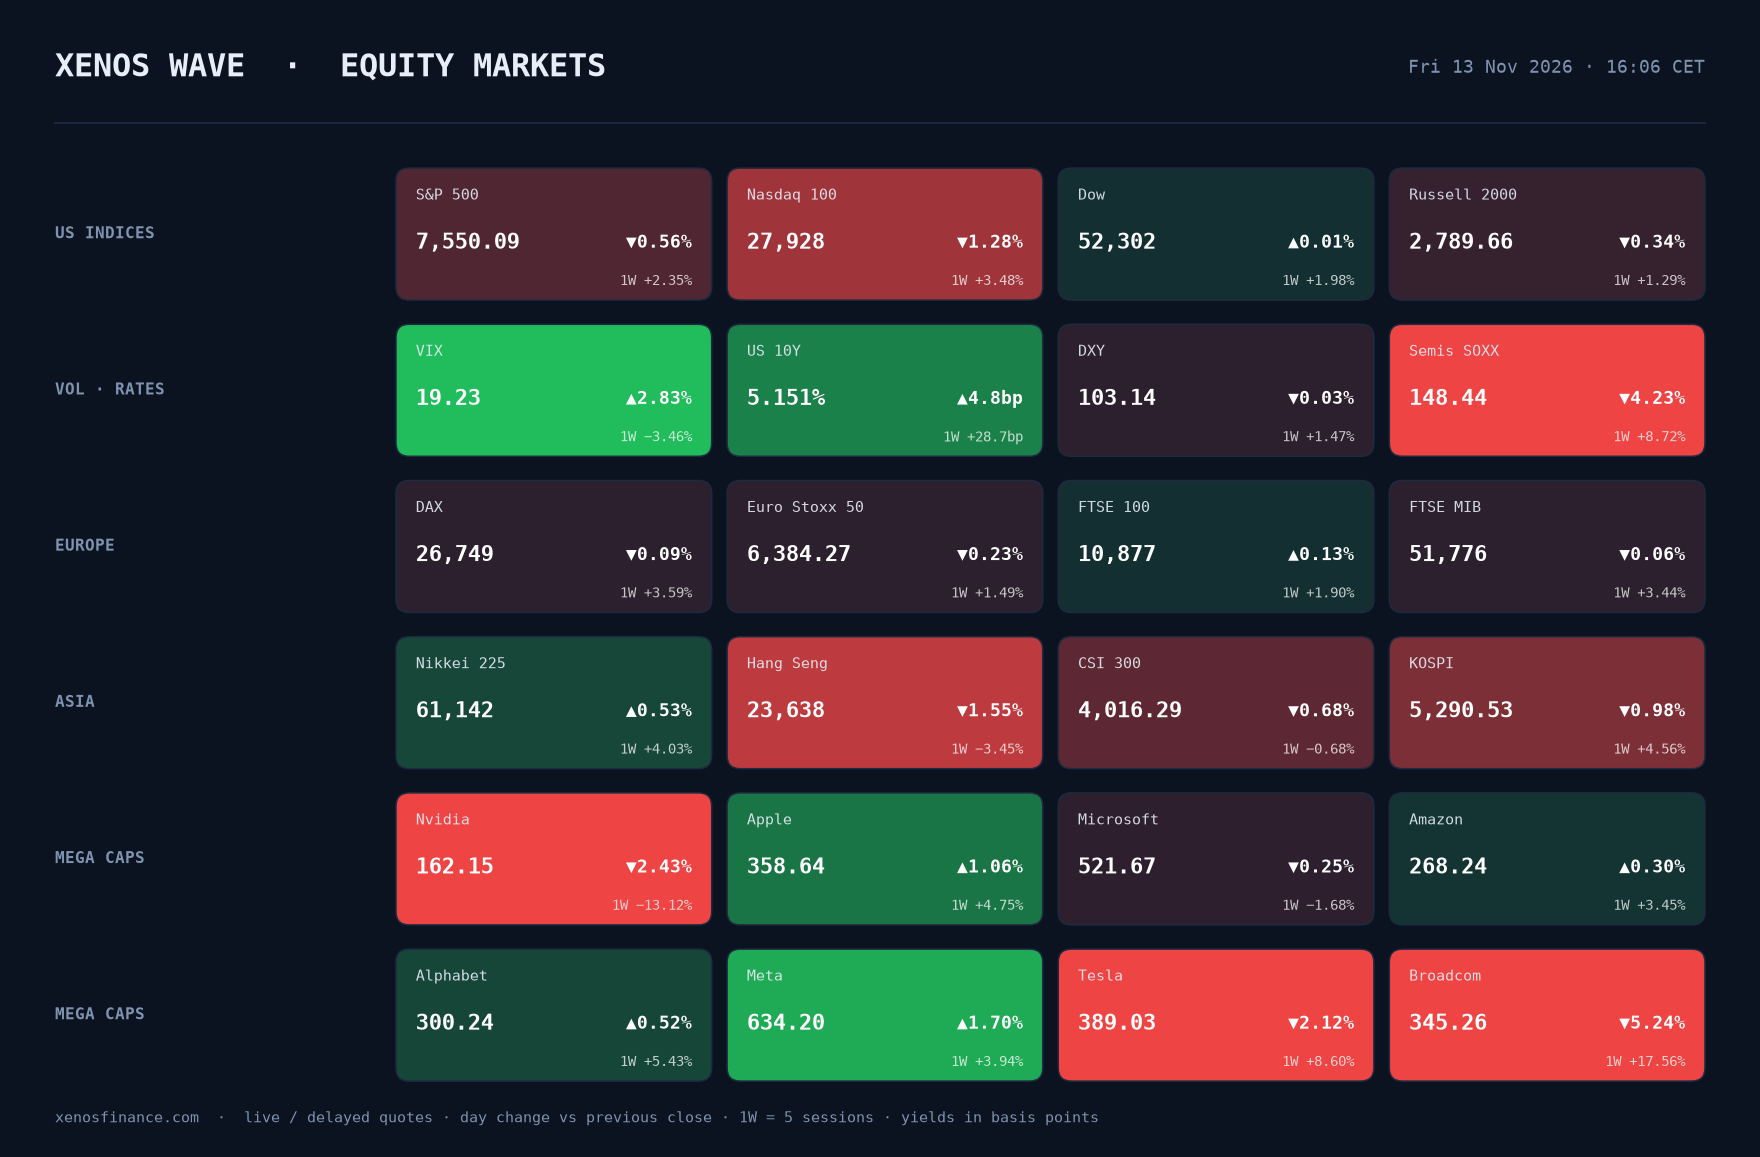 XENOS WAVE · EQUITY MARKETS
Fri 13 Nov 2026 · 16:06 CET
US INDICES
S&P 500
7,550.09 ▼0.56%
1W +2.35%
Nasdaq 100
27,928 ▼1.28%
1W +3.48%
Dow
52,302 ▲0.01%
1W +1.98%
Russell 2000
2,789.66 ▼0.34%
1W +1.29%
VOL · RATES
VIX
19.23 ▲2.83%
1W −3.46%
US 10Y
5.151% ▲4.8bp
1W +28.7bp
DXY
103.14 ▼0.03%
1W +1.47%
Semis SOXX
148.44 ▼4.23%
1W +8.72%
EUROPE
DAX
26,749 ▼0.09%
1W +3.59%
Euro Stoxx 50
6,384.27 ▼0.23%
1W +1.49%
FTSE 100
10,877 ▲0.13%
1W +1.90%
FTSE MIB
51,776 ▼0.06%
1W +3.44%
ASIA
Nikkei 225
61,142 ▲0.53%
1W +4.03%
Hang Seng
23,638 ▼1.55%
1W −3.45%
CSI 300
4,016.29 ▼0.68%
1W −0.68%
KOSPI
5,290.53 ▼0.98%
1W +4.56%
MEGA CAPS
Nvidia
162.15 ▼2.43%
1W −13.12%
Apple
358.64 ▲1.06%
1W +4.75%
Microsoft
521.67 ▼0.25%
1W −1.68%
Amazon
268.24 ▲0.30%
1W +3.45%
MEGA CAPS
Alphabet
300.24 ▲0.52%
1W +5.43%
Meta
634.20 ▲1.70%
1W +3.94%
Tesla
389.03 ▼2.12%
1W +8.60%
Broadcom
345.26 ▼5.24%
1W +17.56%
xenosfinance.com · live / delayed quotes · day change vs previous close · 1W = 5 sessions · yields in basis points